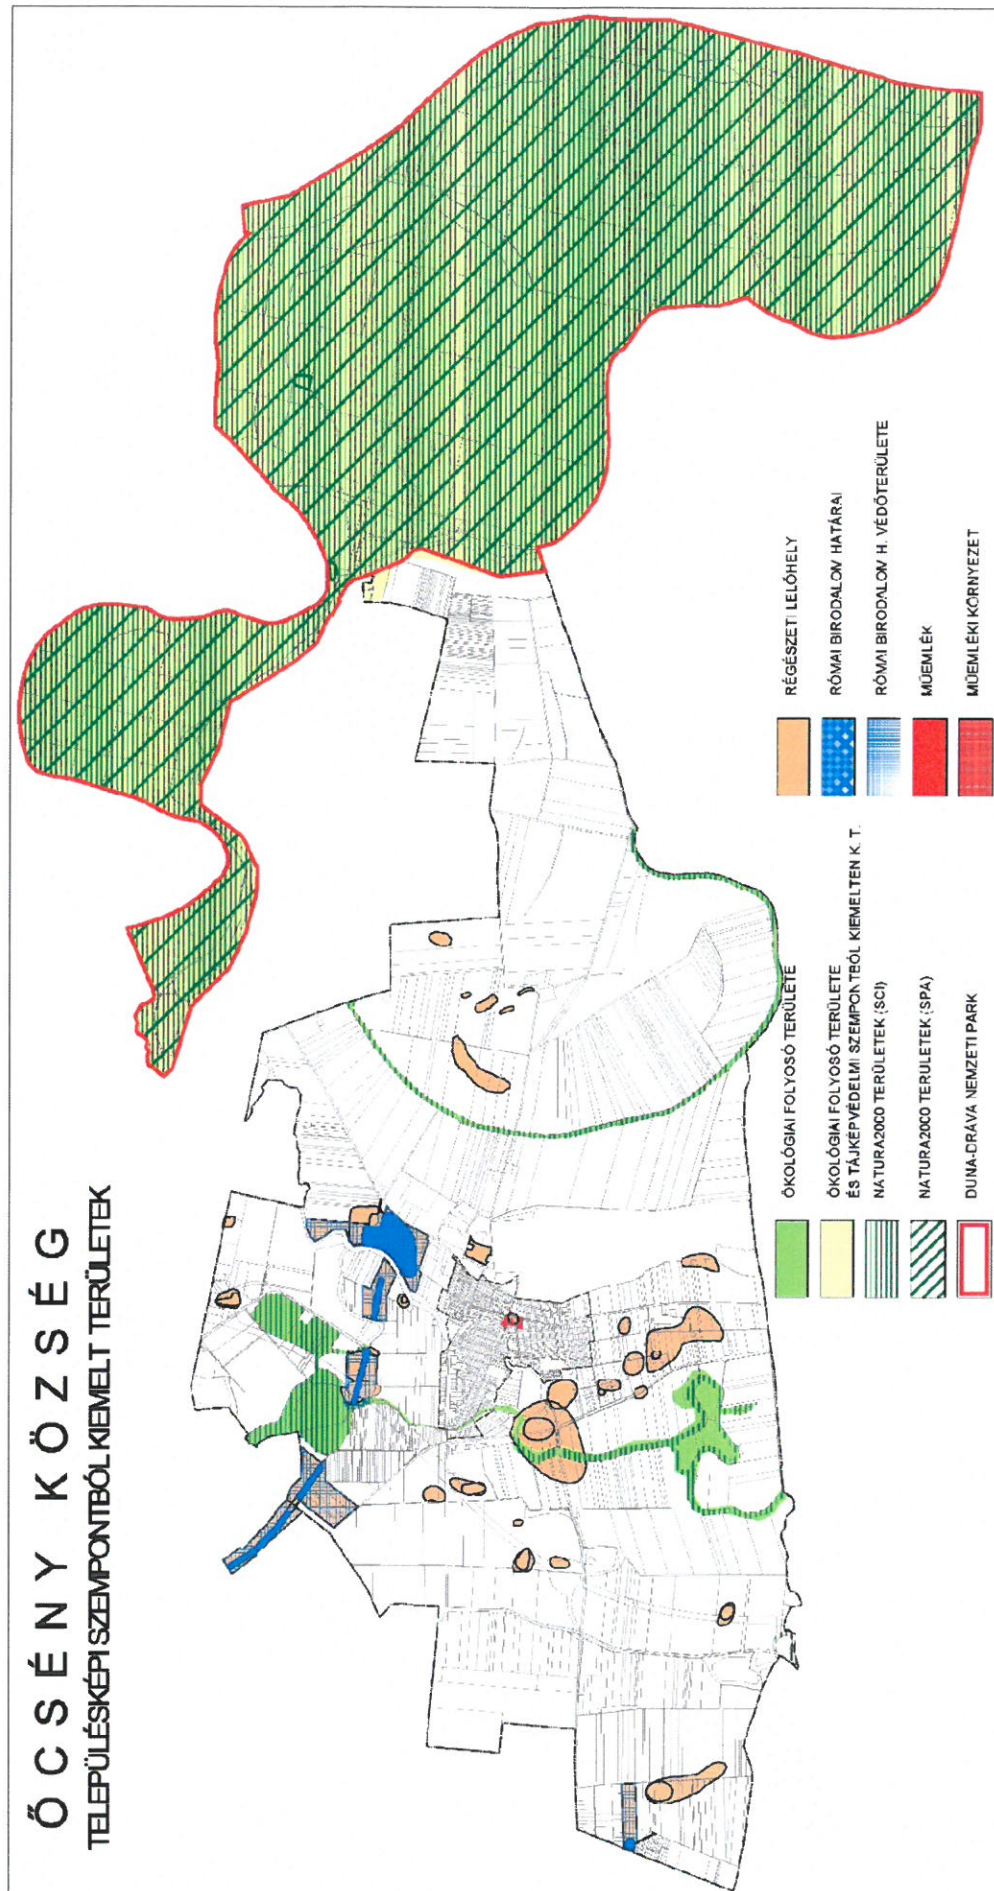 ŐCSÉNY KÖZSÉG
TELEPÜLÉSKÉPI SZEMPONTBÓL KIEMELT TERÜLETEK
ÖKOLÓGIAI FOLYOSÓ TERÜLETE
ÖKOLÓGIAI FOLYOSÓ TERÜLETE
ÉS TÁJKÉPVÉDELMI SZEMPONTBÓL KIEMELTEN K. T.
NATURA2000 TERÜLETEK (SCI)
NATURA2000 TERÜLETEK (SPA)
DUNA-DRÁVA NEMZETI PARK
RÉGÉSZETI LELŐHELY
RÓMAI BIRODALOM HATÁRAI
RÓMAI BIRODALOM H. VÉDŐTERÜLETE
MŰEMLÉK
MŰEMLÉKI KÖRNYEZET
D